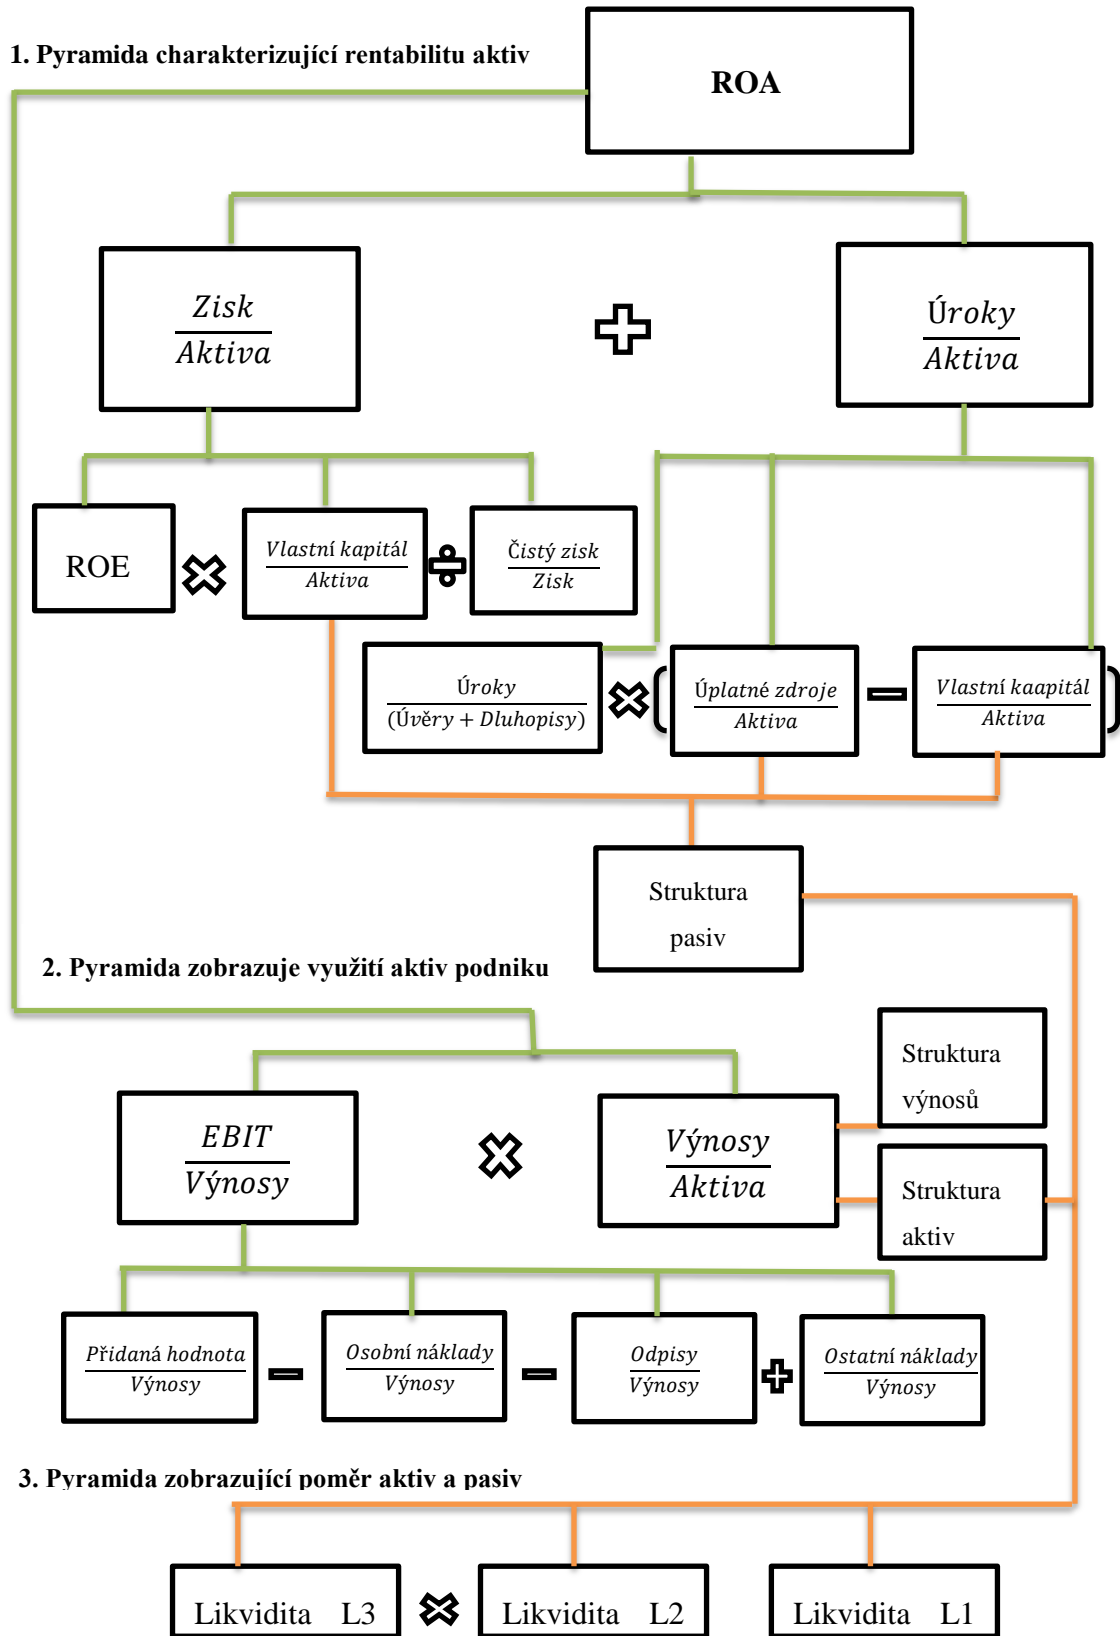 1. Pyramida charakterizující rentabilitu aktiv
ROA
Zisk
Aktiva
Úroky
Aktiva
ROE
Vlastní kapitál
Aktiva
Čistý zisk
Zisk
Úroky
(Úvěry + Dluhopisy)
Úplatné zdroje
Aktiva
Vlastní kaapitál
Aktiva
Struktura
pasiv
2. Pyramida zobrazuje využití aktiv podniku
Struktura
výnosů
EBIT
Výnosy
Výnosy
Aktiva
Struktura
aktiv
Přidaná hodnota
Výnosy
Osobní náklady
Výnosy
Odpisy
Výnosy
Ostatní náklady
Výnosy
3. Pyramida zobrazující poměr aktiv a pasiv
Likvidita L3
Likvidita L2
Likvidita L1